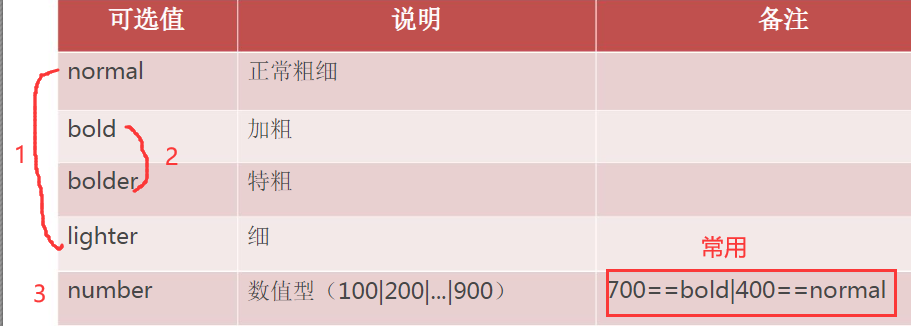 可选值 说明 备注
normal 正常粗细
bold 加粗
1 2
bolder 特粗
lighter 细
常用
3 number 数值型（100|200|...|900） 700==bold|400==normal